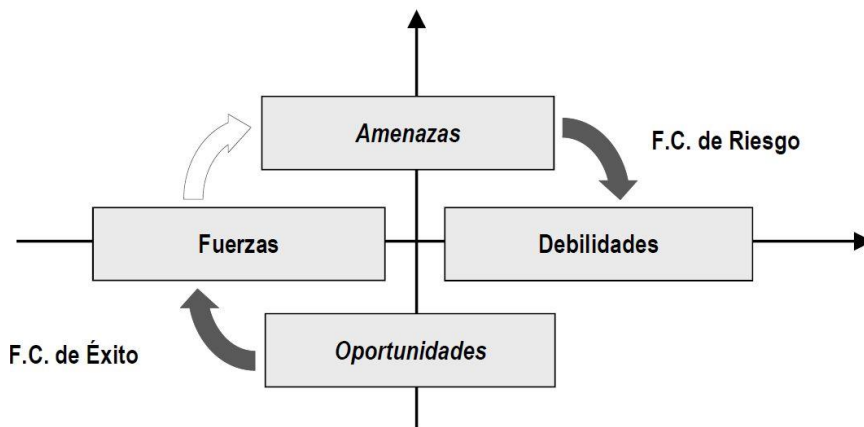 Amenazas
F.C. de Riesgo
Fuerzas
Debilidades
F.C. de Éxito
Oportunidades